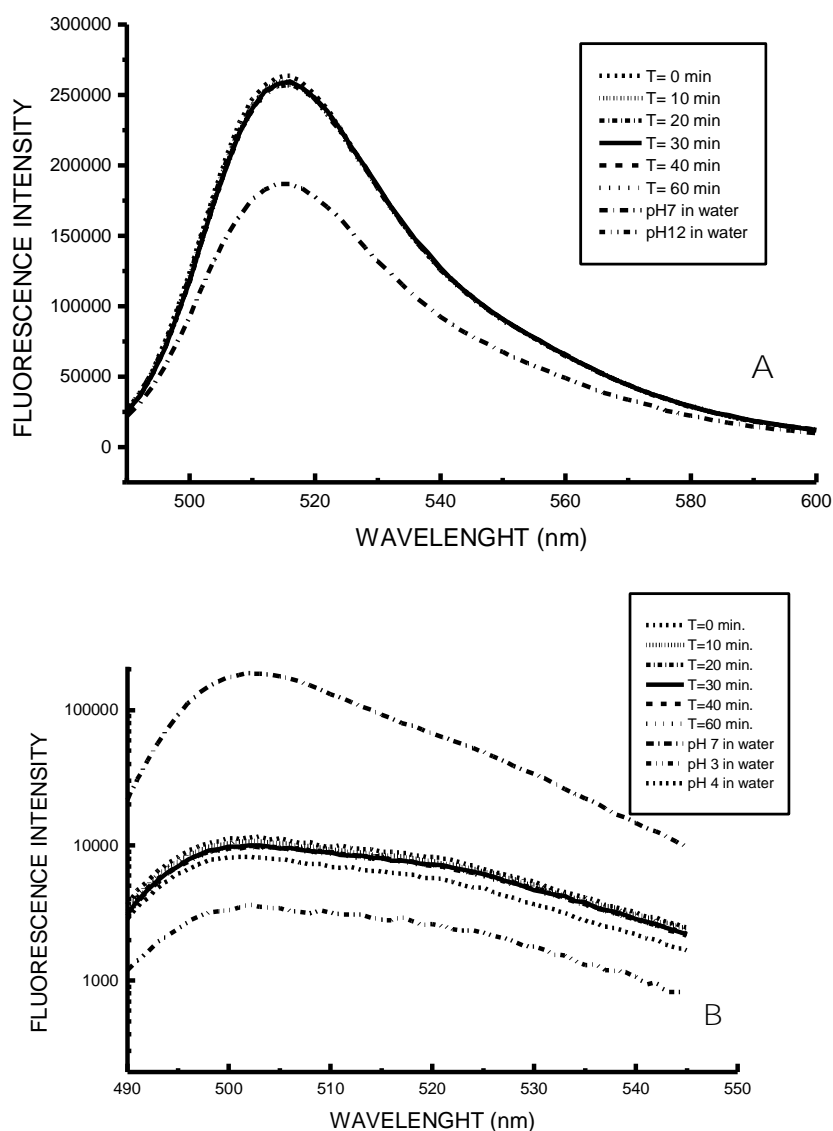 300000
250000
200000
150000
100000
50000
0
FLUORESCENCE INTENSITY
T= 0 min
T= 10 min
T= 20 min
T= 30 min
T= 40 min
T= 60 min
pH7 in water
pH12 in water
A
500 520 540 560 580 600
WAVELENGHT (nm)
T=0 min.
T=10 min.
T=20 min.
T=30 min.
T=40 min.
T=60 min.
pH 7 in water
pH 3 in water
pH 4 in water
100000
10000
1000
FLUORESCENCE INTENSITY
B
490 500 510 520 530 540 550
WAVELENGHT (nm)